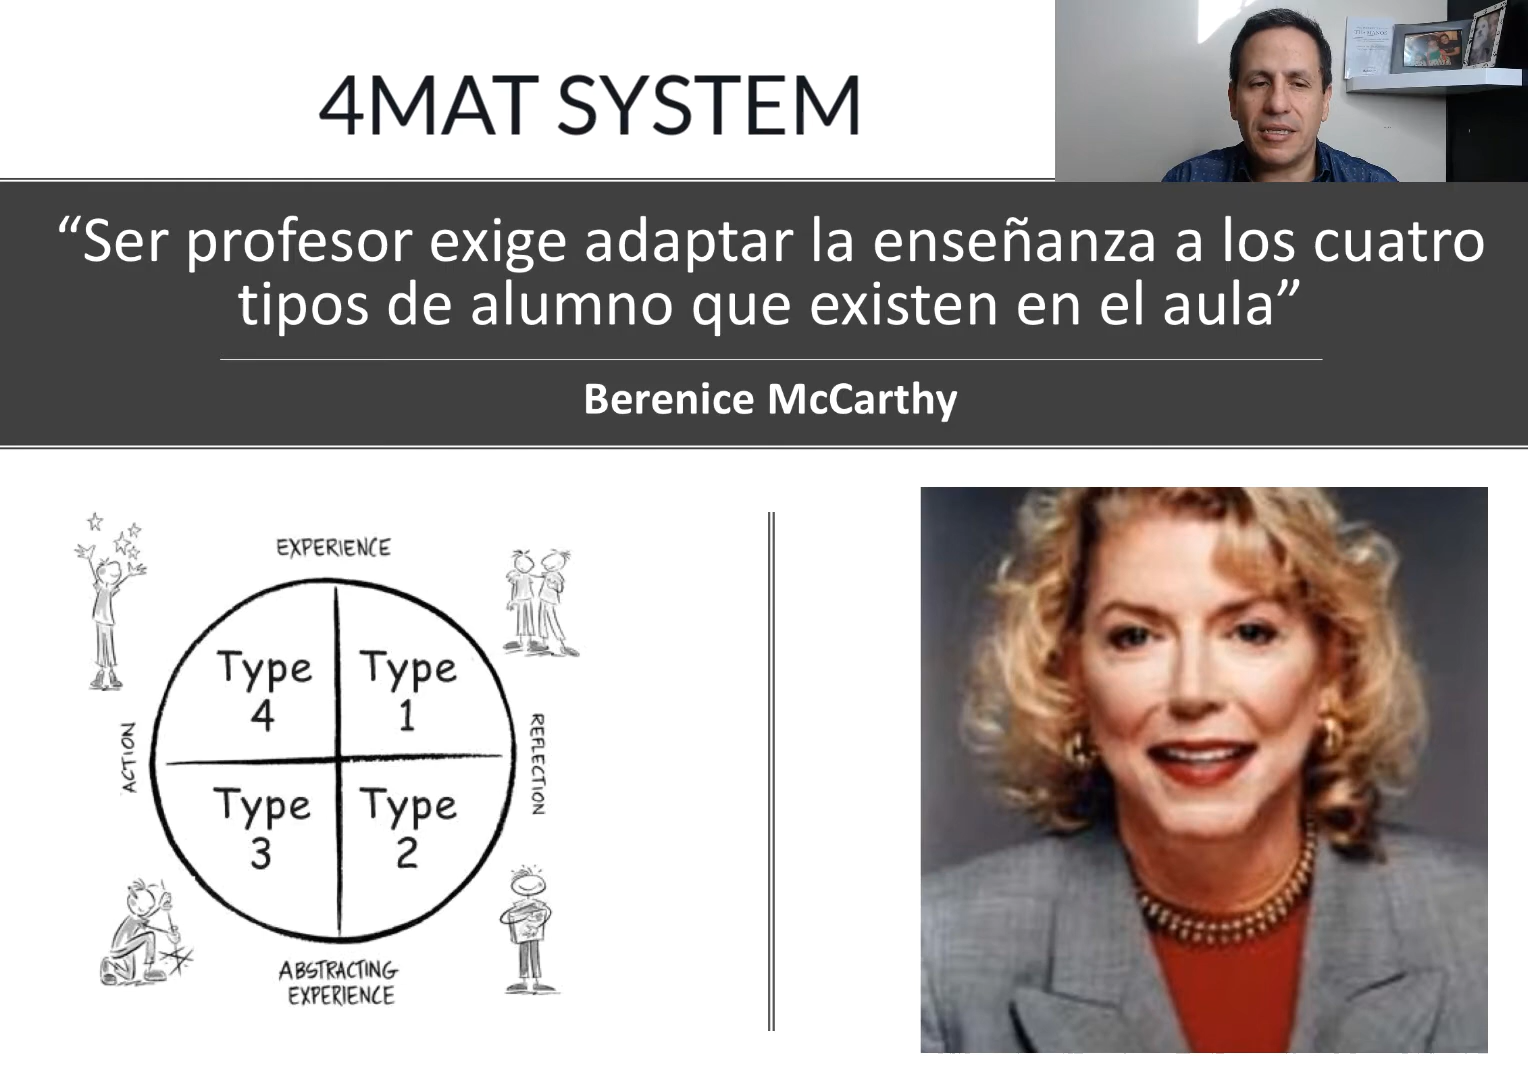 4MAT SYSTEM
“Ser profesor exige adaptar la enseñanza a los cuatro
tipos de alumno que existen en el aula”
Berenice McCarthy
EXPERIENCE
Type
4
Type
1
ACTION
REFLECTION
Type
3
Type
2
ABSTRACTING
EXPERIENCE